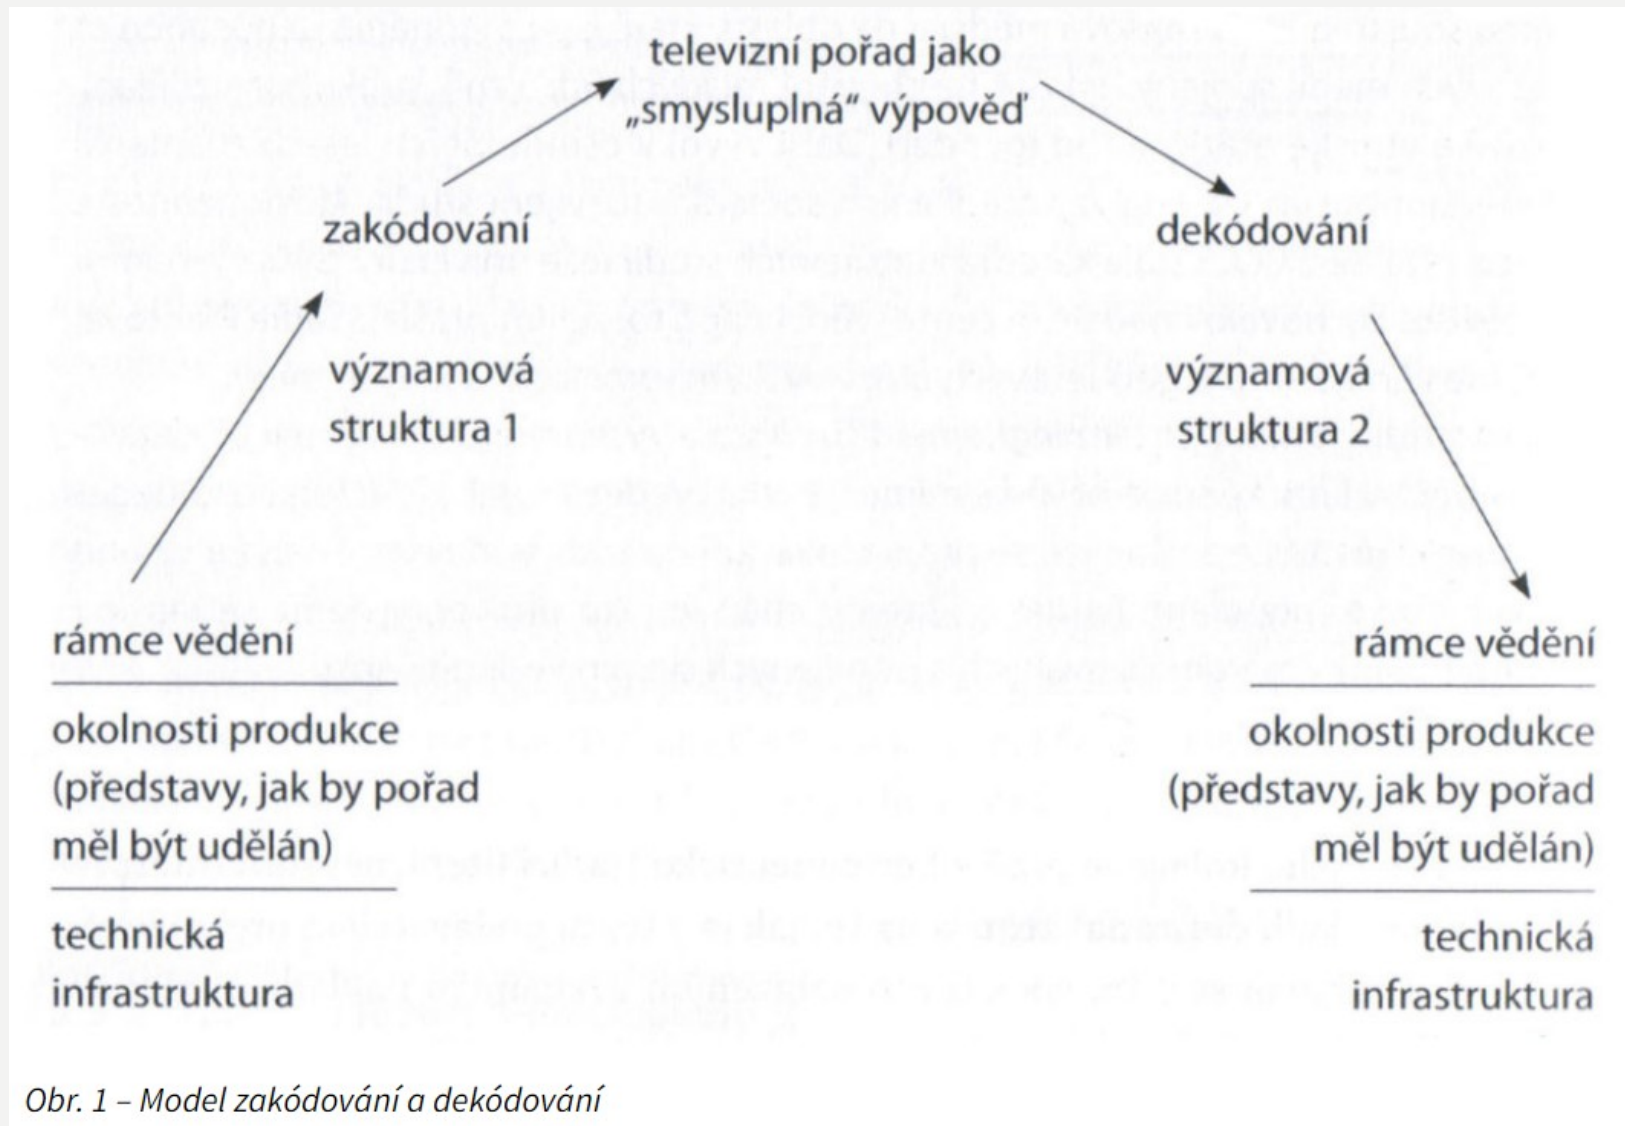 televizní pořad jako
„smysluplná“ výpověď
zakódování
dekódování
významová
struktura 1
významová
struktura 2
rámce vědění
okolnosti produkce
(představy, jak by pořad
měl být udělán)
technická
infrastruktura
rámce vědění
okolnosti produkce
(představy, jak by pořad
měl být udělán)
technická
infrastruktura
Obr. 1 – Model zakódování a dekódování